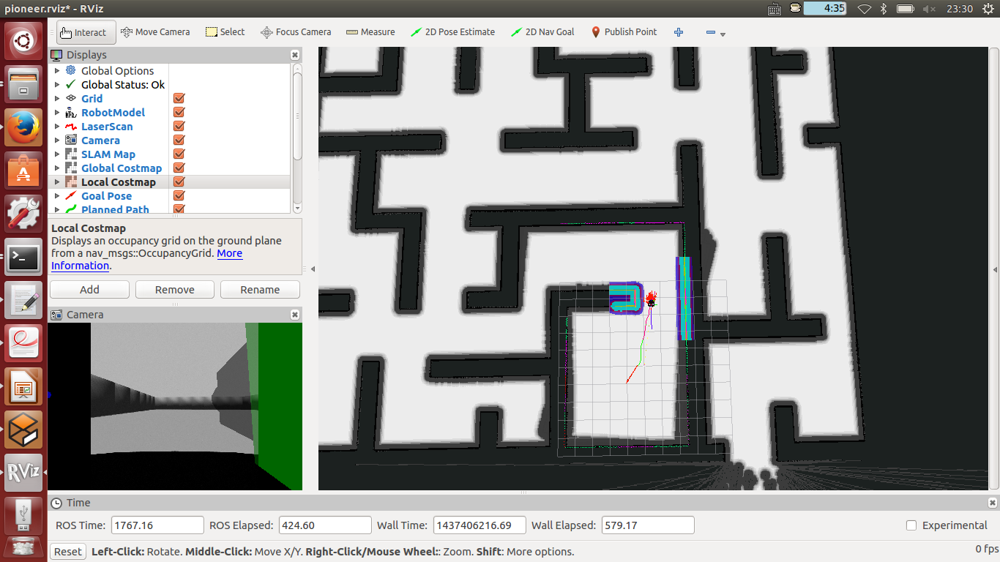 pioneer.rviz* - RViz
4:35
23:30
Interact
Move Camera
Select
Focus Camera
Measure
2D Pose Estimate
2D Nav Goal
Publish Point
Displays
Global Options
Global Status: Ok
Grid
RobotModel
LaserScan
Camera
SLAM Map
Global Costmap
Local Costmap
Goal Pose
Planned Path
Local Costmap
Displays an occupancy grid on the ground plane
from a nav_msgs::OccupancyGrid. More
Information.
Add
Remove
Rename
Camera
RViz
Time
ROS Time: 1767.16
ROS Elapsed: 424.60
Wall Time: 1437406216.69
Wall Elapsed: 579.17
Experimental
Reset
Left-Click: Rotate. Middle-Click: Move X/Y. Right-Click/Mouse Wheel:: Zoom. Shift: More options.
0 fps